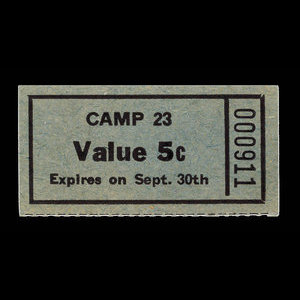 CAMP 23
Value 5c
Expires on Sept. 30th
000911